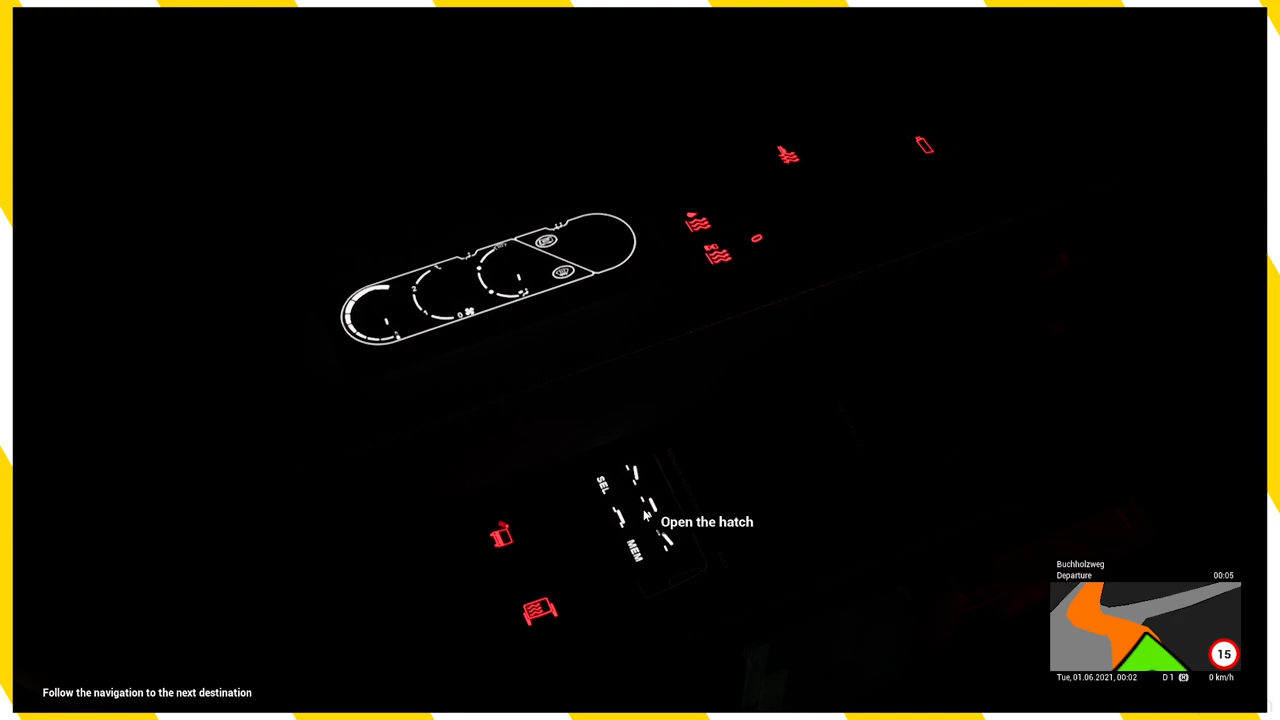 SEL
MEM
Open the hatch
Buchholzweg
Departure 00:05
15
Tue, 01.06.2021, 00:02 D 1 0 km/h
Follow the navigation to the next destination